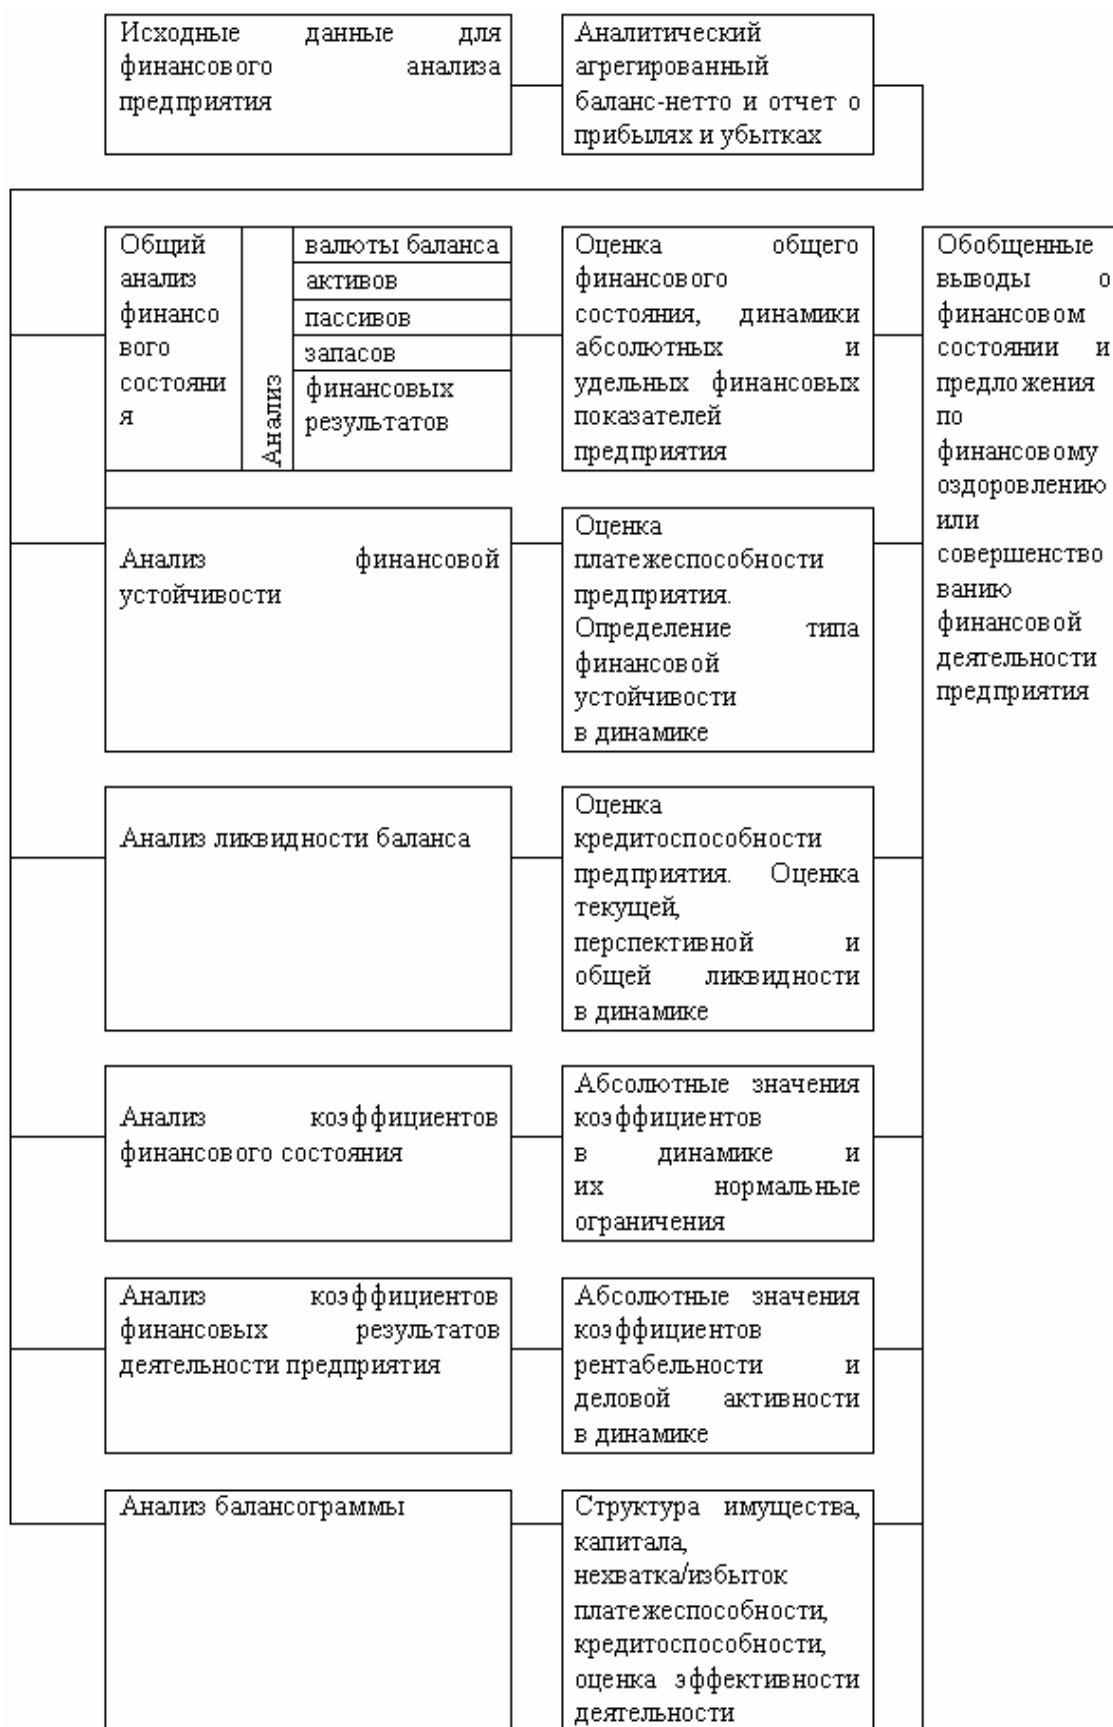 Исходные данные для
финансового анализа
предприятия
Аналитический
агрегированный
баланс-нетто и отчет о
прибылях и убытках
Общий
анализ
финансо
вого
состояни
я
Анализ
валюты баланса
активов
пассивов
запасов
финансовых
результатов
Оценка общего
финансового
состояния, динамики
абсолютных и
удельных финансовых
показателей
предприятия
Обобщенные
выводы о
финансовом
состоянии и
предложения
по
финансовому
оздоровлению
или
совершенство
ванию
финансовой
деятельности
предприятия
Анализ финансовой
устойчивости
Оценка
платежеспособности
предприятия.
Определение типа
финансовой
устойчивости
в динамике
Анализ ликвидности баланса
Оценка
кредитоспособности
предприятия. Оценка
текущей,
перспективной и
общей ликвидности
в динамике
Анализ коэффициентов
финансового состояния
Абсолютные значения
коэффициентов
в динамике и
их нормальные
ограничения
Анализ коэффициентов
финансовых результатов
деятельности предприятия
Абсолютные значения
коэффициентов
рентабельности и
деловой активности
в динамике
Анализ балансограммы
Структура имущества,
капитала,
нехватка/избыток
платежеспособности,
кредитоспособности,
оценка эффективности
деятельности